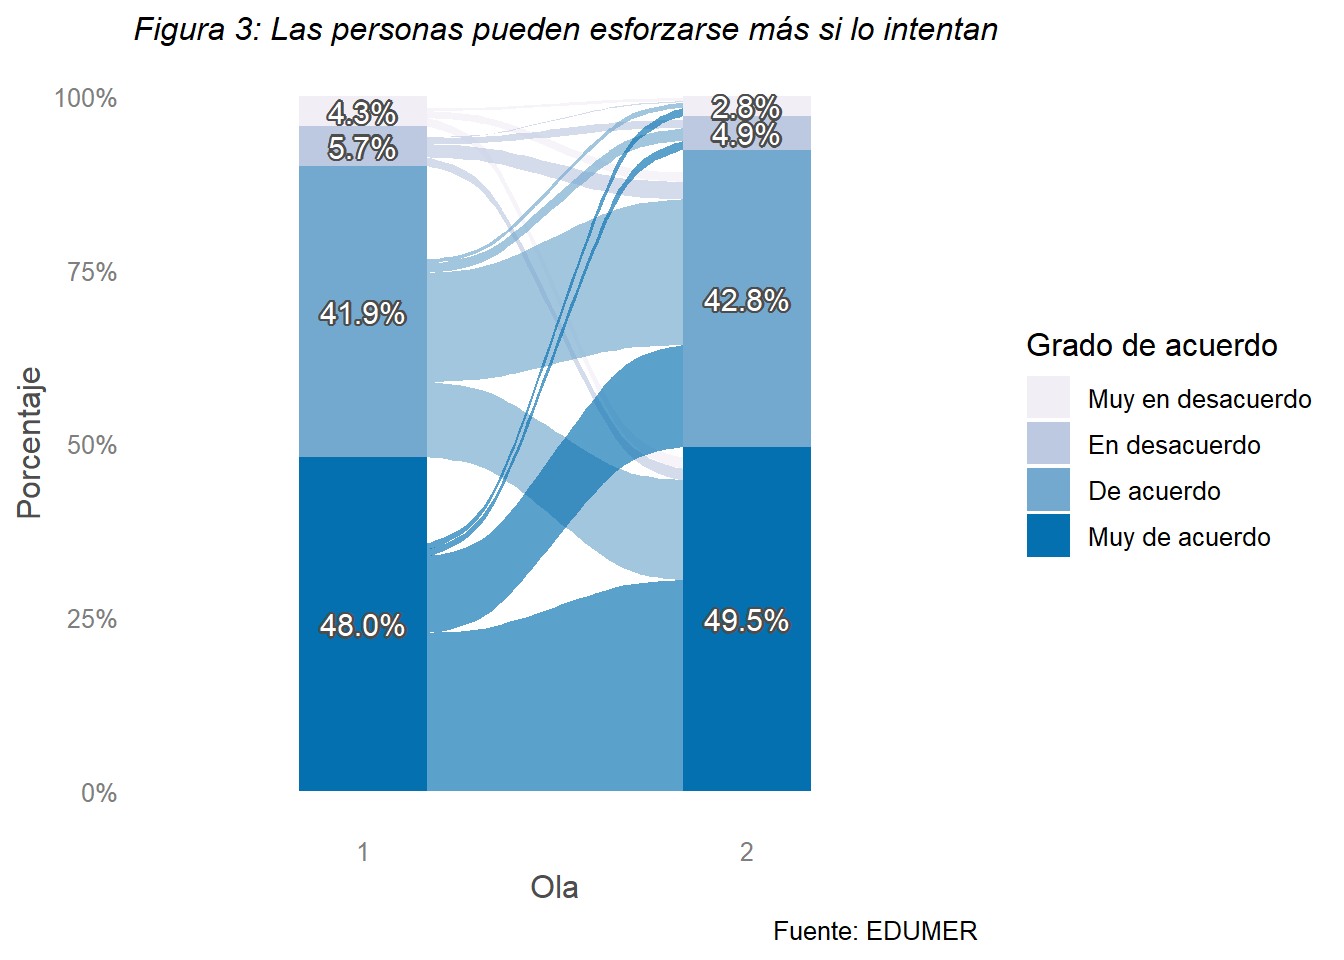 Figura 3: Las personas pueden esforzarse más si lo intentan
100%
75%
50%
25%
0%
Porcentaje
4.3%
5.7%
41.9%
48.0%
2.8%
4.9%
42.8%
49.5%
1
2
Ola
Grado de acuerdo
Muy en desacuerdo
En desacuerdo
De acuerdo
Muy de acuerdo
Fuente: EDUMER